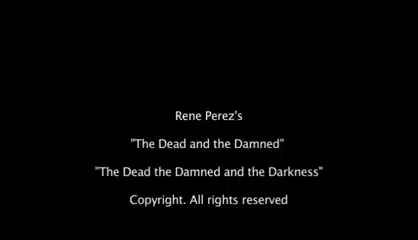 Rene Perez's
"The Dead and the Damned"
"The Dead the Damned and the Darkness"
Copyright. All rights reserved